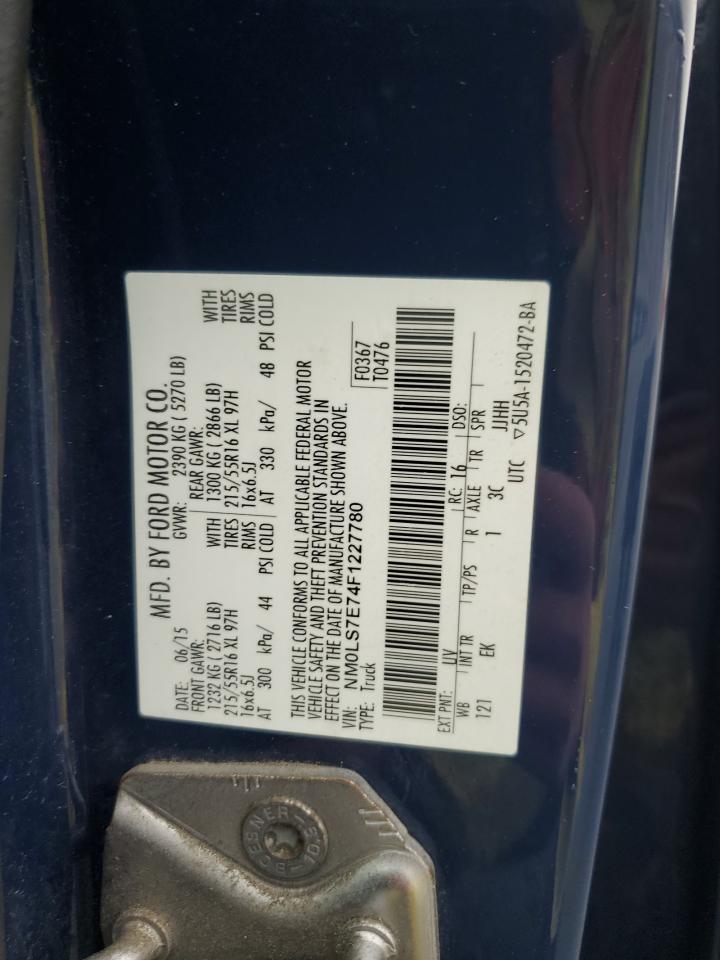 MFD. BY FORD MOTOR CO.
DATE: 06/15 GVWR: 2390 KG ( 5270 LB)
FRONT GAWR: REAR GAWR:
1232 KG ( 2716 LB) WITH 1300 KG ( 2866 LB) WITH
215/55R16 XL 97H TIRES 215/55R16 XL 97H TIRES
16x6.5J RIMS 16x6.5J RIMS
AT 300 kPa/ 44 PSI COLD AT 330 kPa/ 48 PSI COLD
THIS VEHICLE CONFORMS TO ALL APPLICABLE FEDERAL MOTOR
VEHICLE SAFETY AND THEFT PREVENTION STANDARDS IN
EFFECT ON THE DATE OF MANUFACTURE SHOWN ABOVE.
VIN: NM0LS7E74F1227780 F0367
TYPE: Truck T0476
EXT PNT: UV RC: 16 DSO:
WB INT TR TP/PS R AXLE TR SPR
121 EK 1 3C JJHH
UTC ▽5U5A-1520472-BA